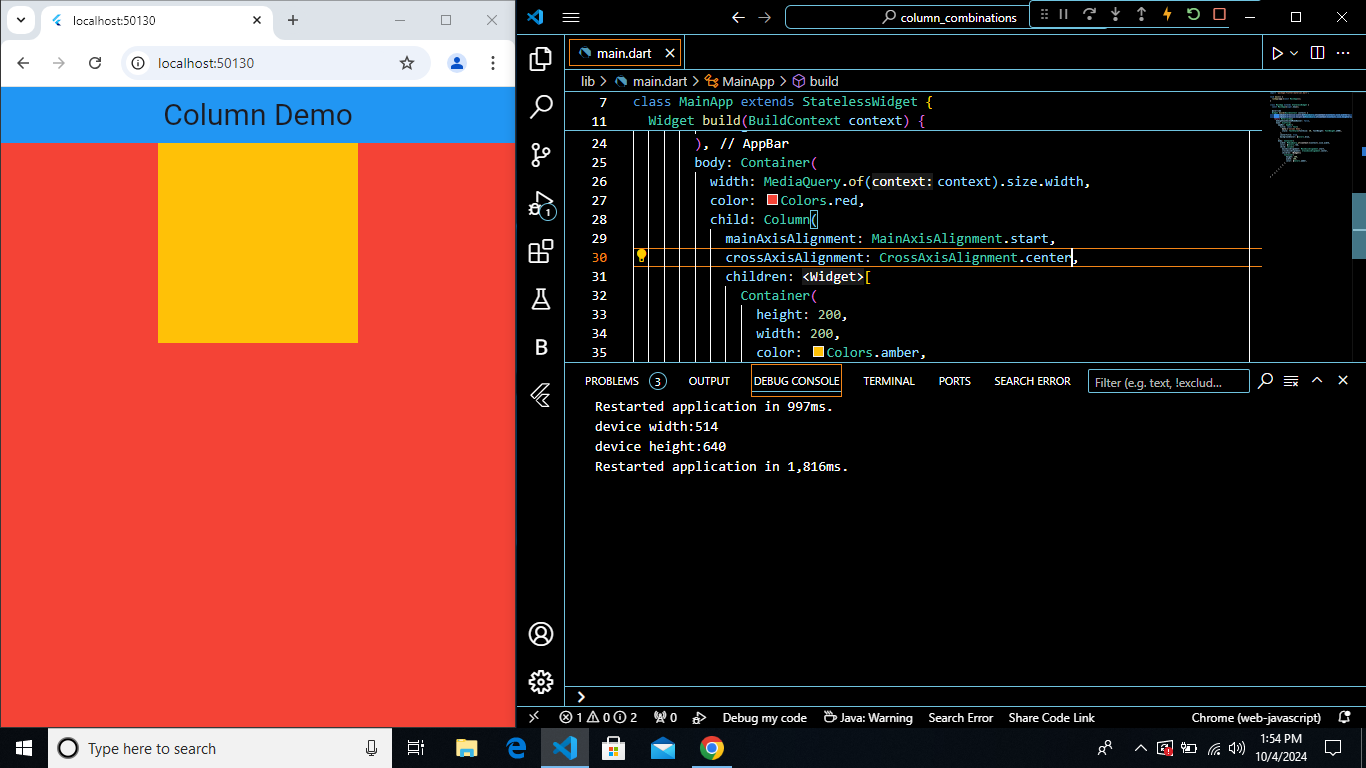 localhost:50130
localhost:50130
Column Demo
column_combinations
1
main.dart
lib > main.dart > MainApp > build
7 class MainApp extends StatelessWidget {
11 Widget build(BuildContext context) {
24 ), // AppBar
25 body: Container(
26 width: MediaQuery.of(context: context).size.width,
27 color: Colors.red,
28 child: Column(
29 mainAxisAlignment: MainAxisAlignment.start,
30 crossAxisAlignment: CrossAxisAlignment.center,
31 children: <Widget>[
32 Container(
33 height: 200,
34 width: 200,
35 color: Colors.amber,
B
PROBLEMS 3 OUTPUT DEBUG CONSOLE TERMINAL PORTS SEARCH ERROR Filter (e.g. text, !exclud...
Restarted application in 997ms.
device width:514
device height:640
Restarted application in 1,816ms.
1 0 2 0 Debug my code Java: Warning Search Error Share Code Link Chrome (web-javascript)
Type here to search
1:54 PM
10/4/2024